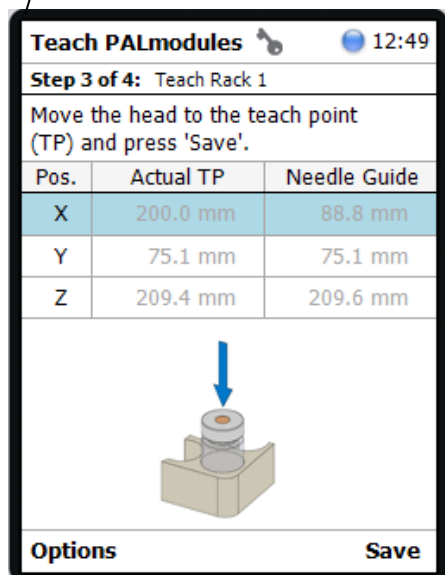 Teach PALmodules 12:49
Step 3 of 4: Teach Rack 1
Move the head to the teach point
(TP) and press 'Save'.
Pos. Actual TP Needle Guide
X 200.0 mm 88.8 mm
Y 75.1 mm 75.1 mm
Z 209.4 mm 209.6 mm
Options Save